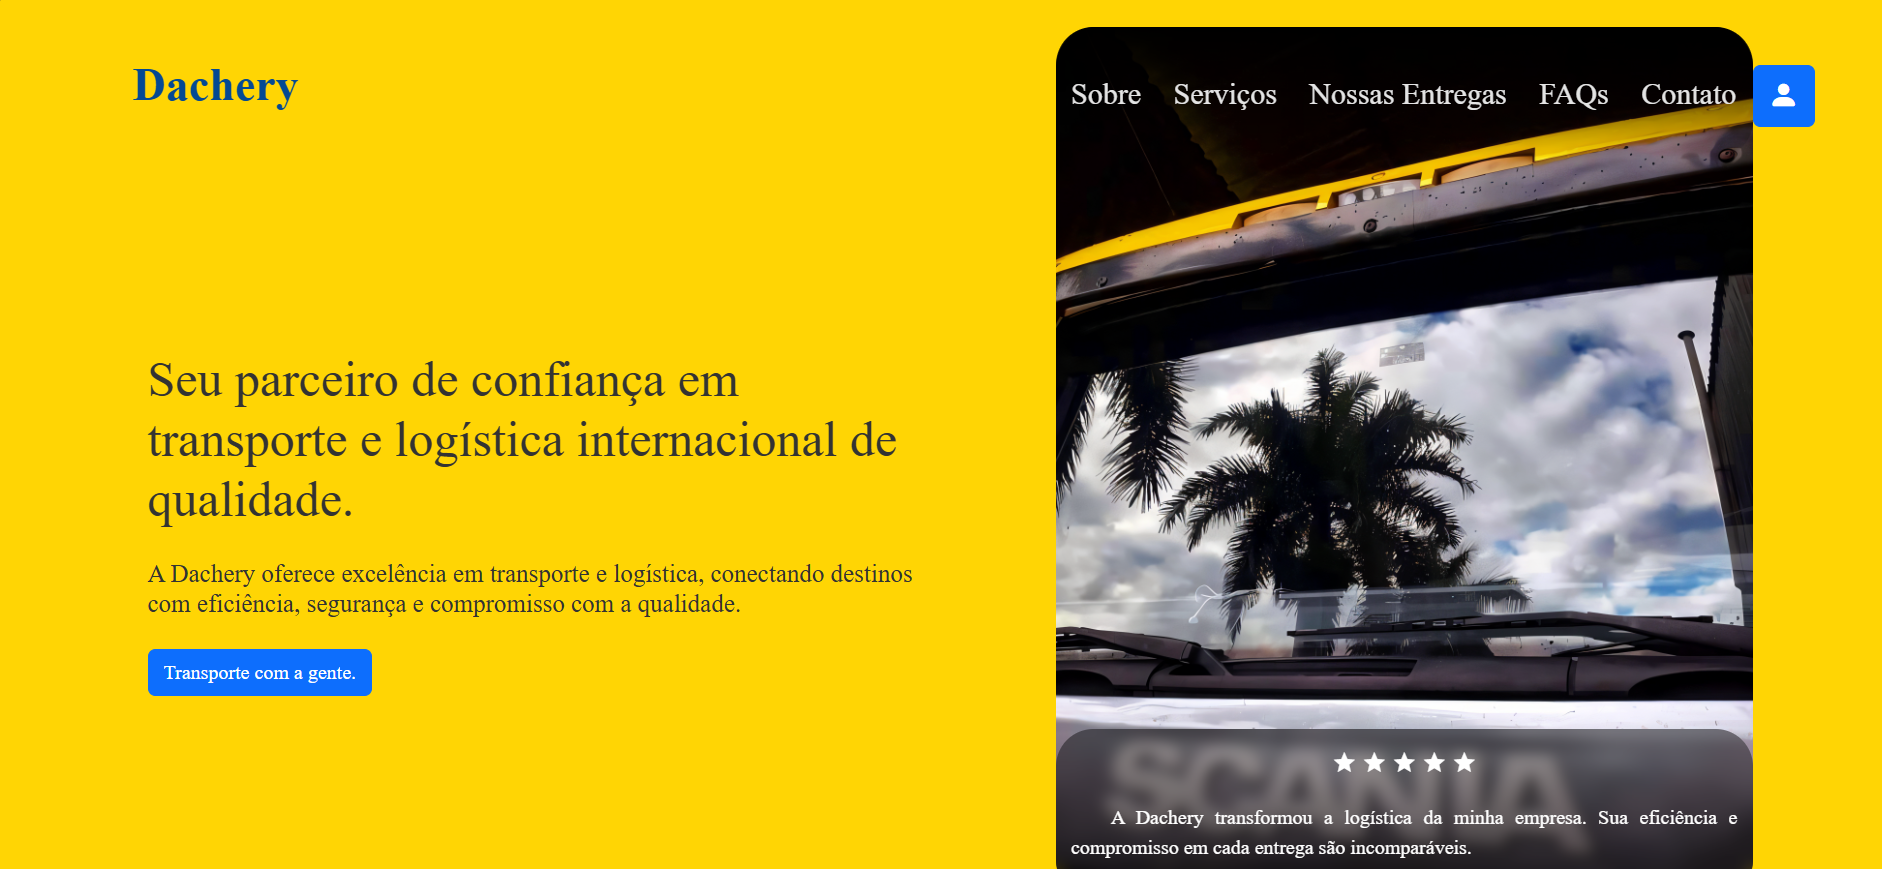 Dachery
Sobre Serviços Nossas Entregas FAQs Contato
Seu parceiro de confiança em
transporte e logística internacional de
qualidade.
A Dachery oferece excelência em transporte e logística, conectando destinos
com eficiência, segurança e compromisso com a qualidade.
Transporte com a gente.
SCANIA
A Dachery transformou a logística da minha empresa. Sua eficiência e
compromisso em cada entrega são incomparáveis.